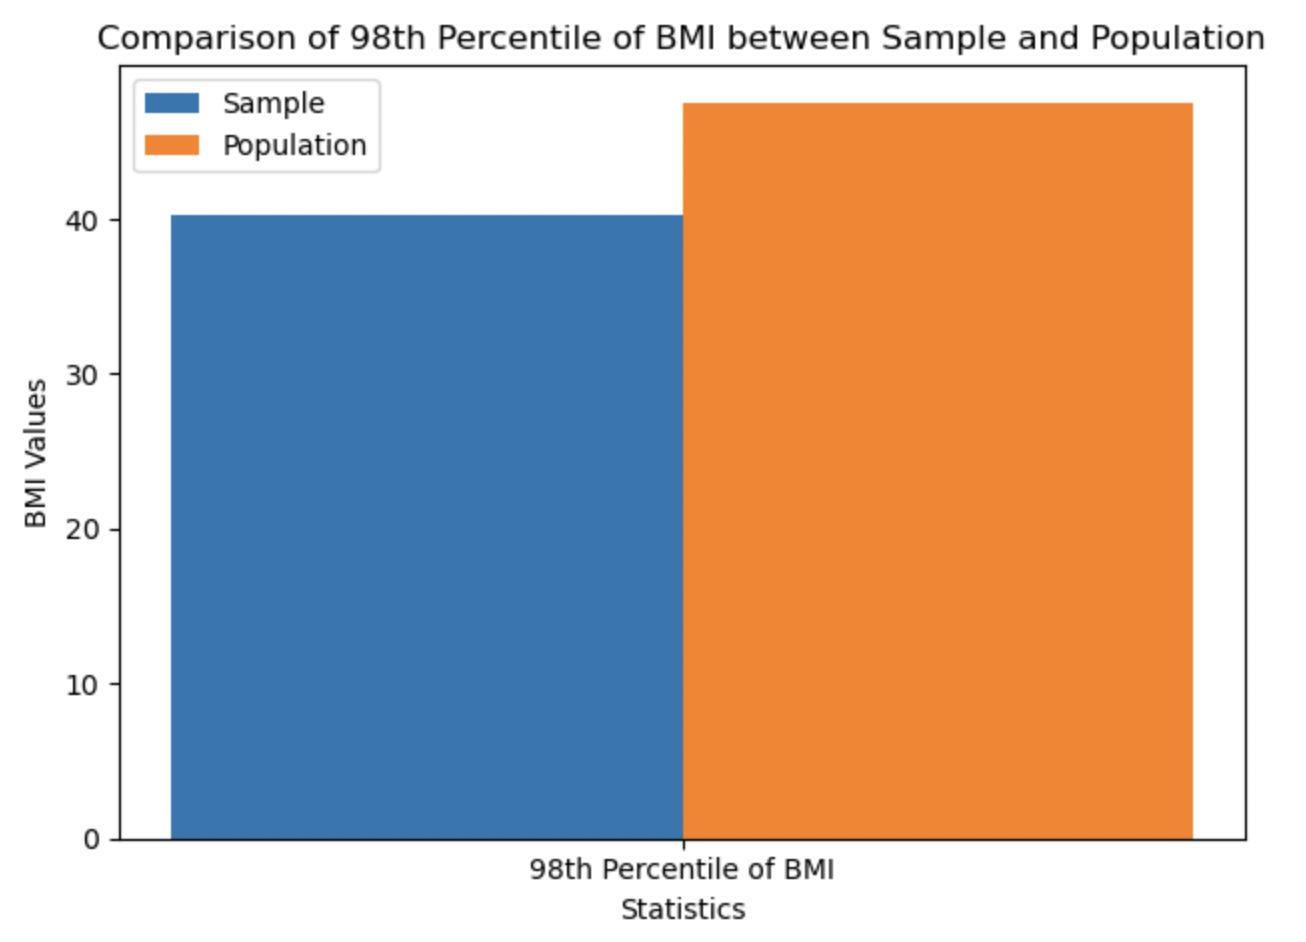 Comparison of 98th Percentile of BMI between Sample and Population
Sample
Population
40
30
20
10
0
BMI Values
98th Percentile of BMI
Statistics